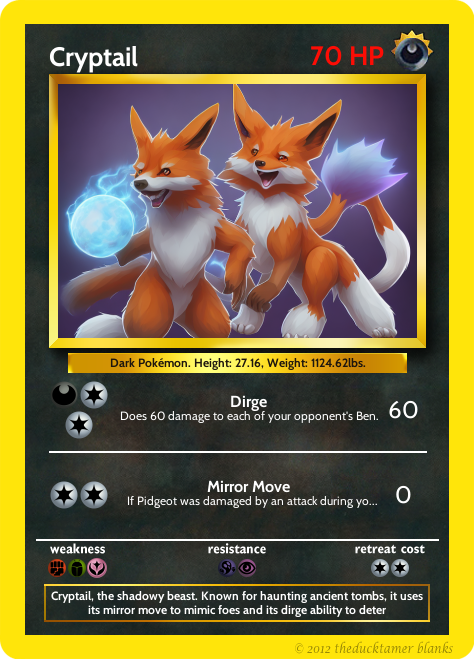 Cryptail
70 HP
Dark Pokémon. Height: 27.16, Weight: 1124.62lbs.
Dirge
Does 60 damage to each of your opponent's Ben.
60
Mirror Move
If Pidgeot was damaged by an attack during yo...
0
weakness
resistance
retreat cost
Cryptail, the shadowy beast. Known for haunting ancient tombs, it uses
its mirror move to mimic foes and its dirge ability to deter
© 2012 theducktamer blanks